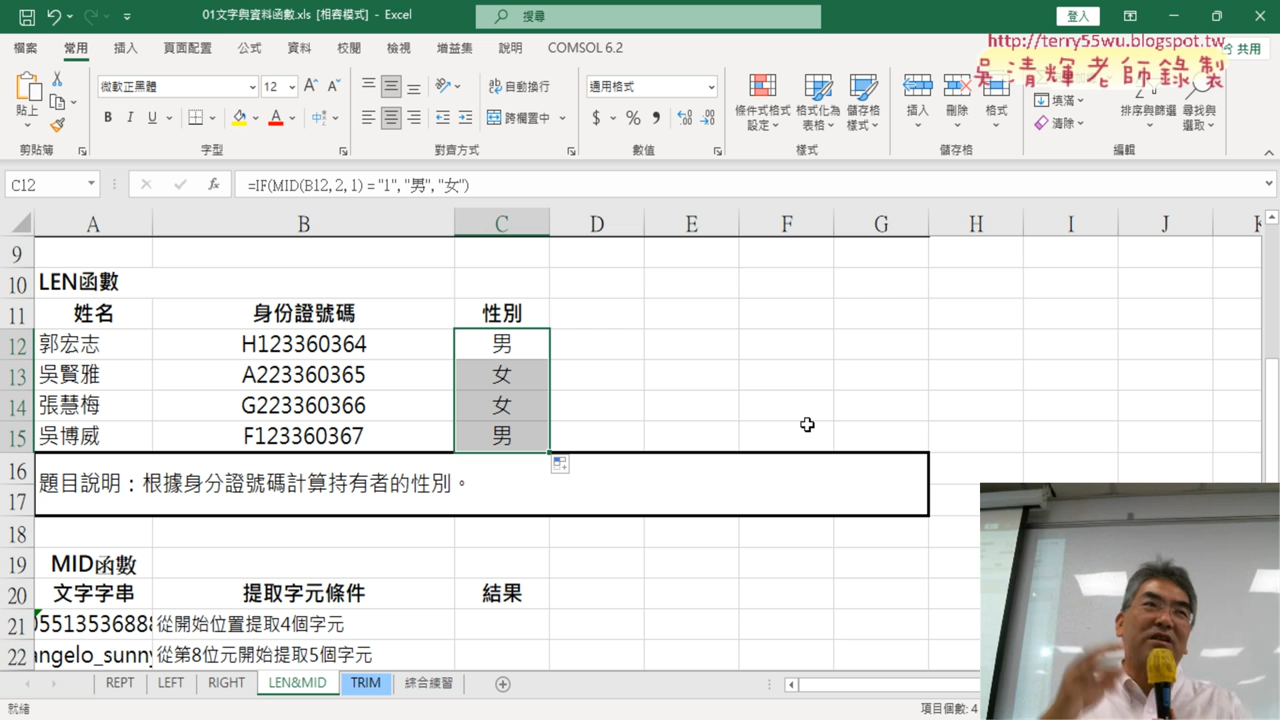 01文字與資料函數.xls [相容模式] - Excel
搜尋
登入
檔案 常用 插入 頁面配置 公式 資料 校閱 檢視 增益集 說明 COMSOL 6.2
共用
http://terry55wu.blogspot.tw
吳清輝老師錄製
貼上
微軟正黑體 12
B I U
自動換行
跨欄置中
通用格式
條件式格式設定
格式化為表格
儲存格樣式
插入 刪除 格式
填滿
清除
排序與篩選
尋找與選取
剪貼簿 字型 對齊方式 數值 樣式 儲存格 編輯
C12
=IF(MID(B12, 2, 1) = "1", "男", "女")
A B C D E F G H I J K
9
10 LEN函數
11 姓名 身份證號碼 性別
12 郭宏志 H123360364 男
13 吳賢雅 A223360365 女
14 張慧梅 G223360366 女
15 吳博威 F123360367 男
16
題目說明：根據身分證號碼計算持有者的性別。
17
18
19 MID函數
20 文字字串 提取字元條件 結果
21 從開始位置提取4個字元
22 angelo_sunny 從第8位元開始提取5個字元
REPT LEFT RIGHT LEN&MID TRIM 綜合練習
就緒
項目個數: 4